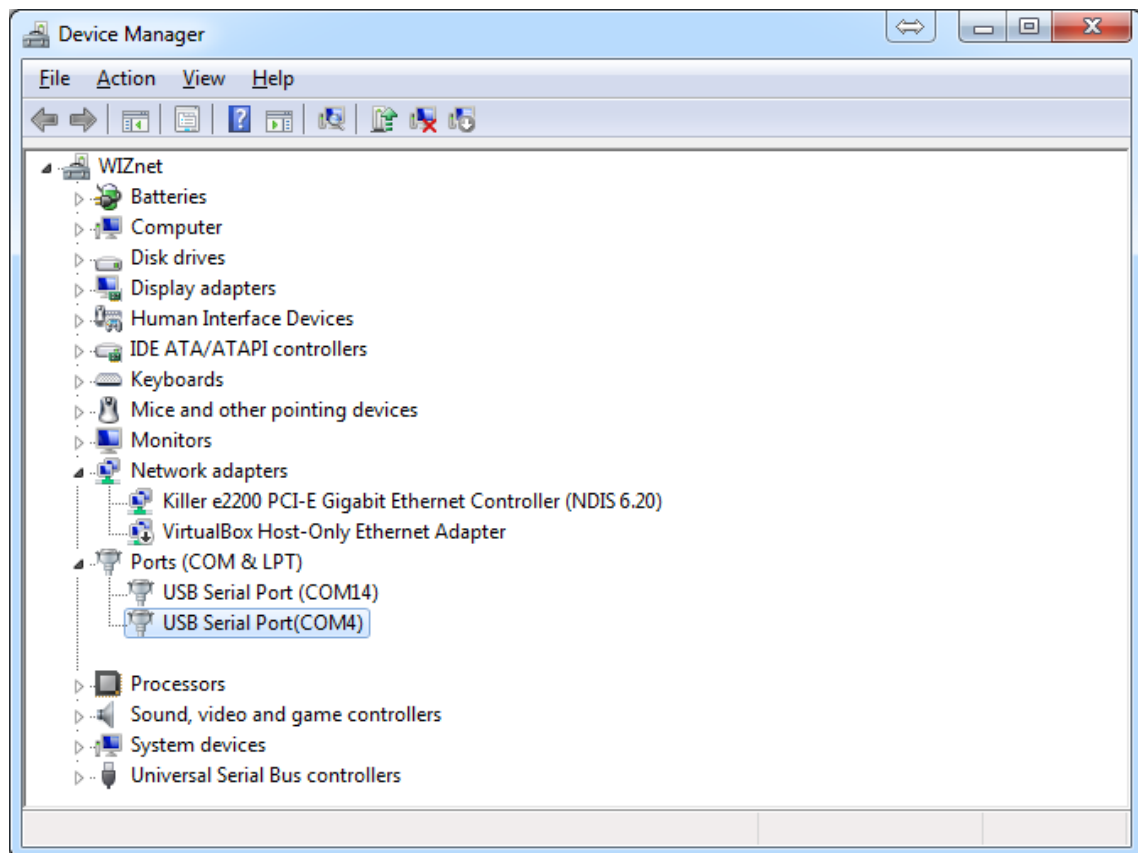 Device Manager
File Action View Help
WIZnet
Batteries
Computer
Disk drives
Display adapters
Human Interface Devices
IDE ATA/ATAPI controllers
Keyboards
Mice and other pointing devices
Monitors
Network adapters
Killer e2200 PCI-E Gigabit Ethernet Controller (NDIS 6.20)
VirtualBox Host-Only Ethernet Adapter
Ports (COM & LPT)
USB Serial Port (COM14)
USB Serial Port(COM4)
Processors
Sound, video and game controllers
System devices
Universal Serial Bus controllers